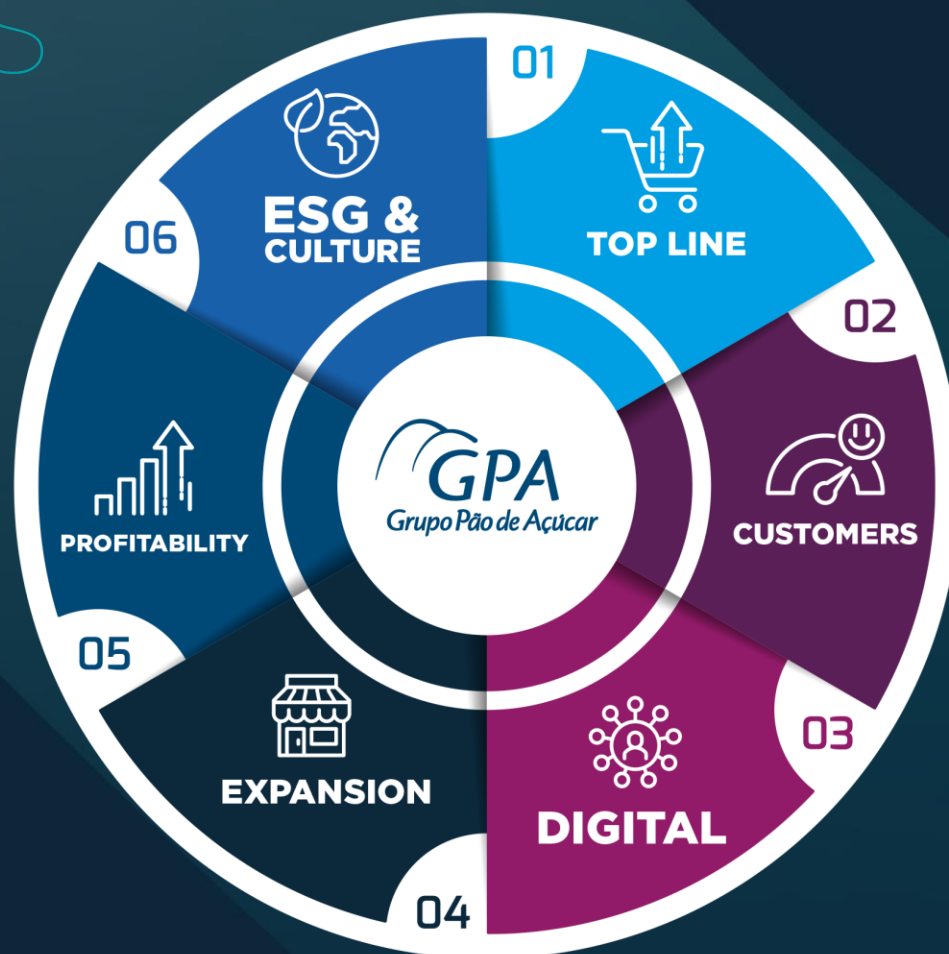 01
TOP LINE
02
CUSTOMERS
03
DIGITAL
04
EXPANSION
05
PROFITABILITY
06
ESG &
CULTURE
GPA
Grupo Pão de Açúcar